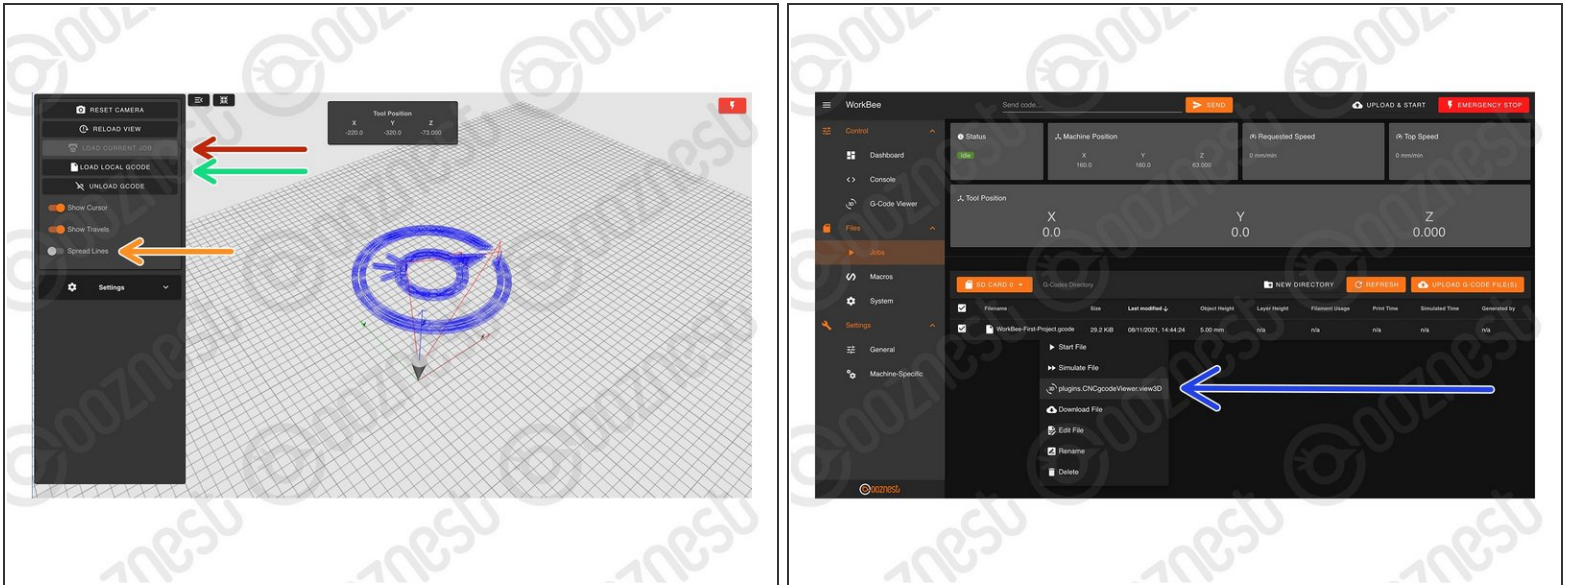 RESET CAMERA
RELOAD VIEW
LOAD CURRENT JOB
LOAD LOCAL GCODE
UNLOAD GCODE
Show Cursor
Show Travels
Spread Lines
Settings
Tool Position
X Y Z
-220.0 -320.0 -73.000
WorkBee
Send code...
SEND
UPLOAD & START
EMERGENCY STOP
Control
Dashboard
Console
G-Code Viewer
Files
Jobs
Macros
System
Settings
General
Machine-Specific
ooznest
Status
Idle
Machine Position
X Y Z
160.0 160.0 63.000
Requested Speed
0 mm/min
Top Speed
0 mm/min
Tool Position
X Y Z
0.0 0.0 0.000
SD CARD 0
G-Codes Directory
NEW DIRECTORY
REFRESH
UPLOAD G-CODE FILE(S)
Filename Size Last modified Object Height Layer Height Filament Usage Print Time Simulated Time Generated by
WorkBee-First-Project.gcode 29.2 KiB 08/11/2021, 14:44:24 5.00 mm n/a n/a n/a n/a n/a
Start File
Simulate File
plugins.CNCgcodeViewer.view3D
Download File
Edit File
Rename
Delete